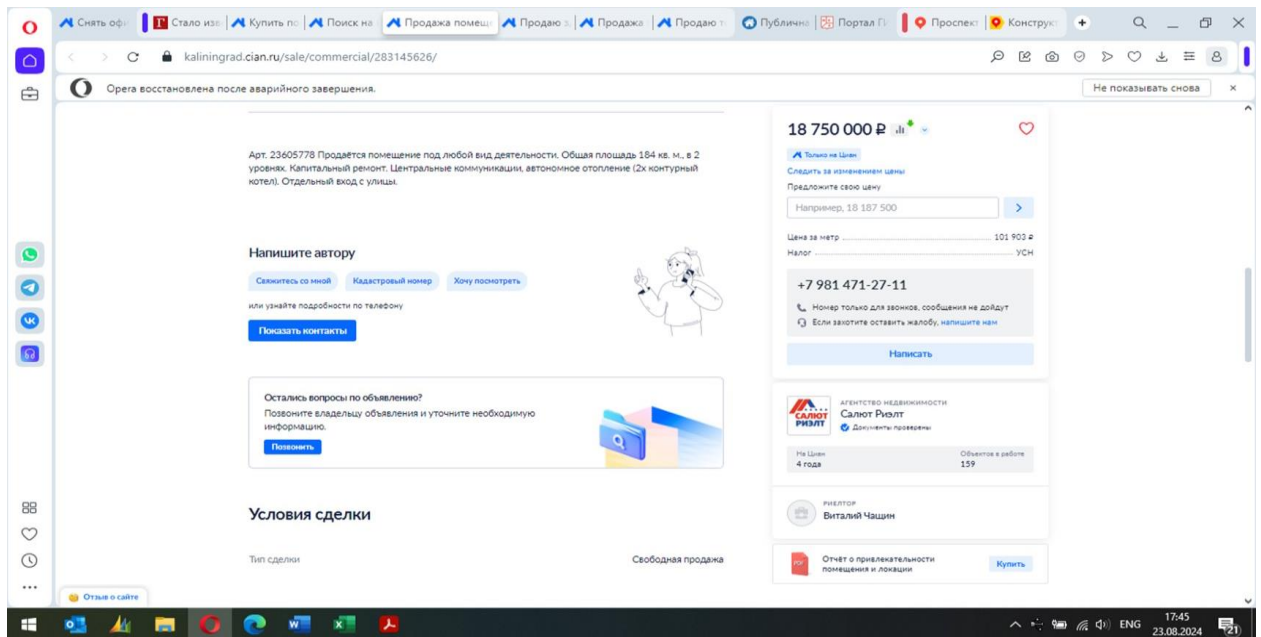 Снять офи
Стало изв
Купить по
Поиск на
Продажа помеще
Продаю з
Продажа
Продаю т
Публична
Портал П
Проспект
Конструкт
kaliningrad.cian.ru/sale/commercial/283145626/
Opera восстановлена после аварийного завершения.
Не показывать снова
Арт. 23605778 Продаётся помещение под любой вид деятельности. Общая площадь 184 кв. м., в 2
уровнях. Капитальный ремонт. Центральные коммуникации, автономное отопление (2х контурный
котел). Отдельный вход с улицы.
Напишите автору
Свяжитесь со мной
Кадастровый номер
Хочу посмотреть
или узнайте подробности по телефону
Показать контакты
Остались вопросы по объявлению?
Позвоните владельцу объявления и уточните необходимую
информацию.
Позвонить
Условия сделки
Тип сделки
Свободная продажа
18 750 000 ₽
Только на Циан
Следить за изменением цены
Предложите свою цену
Например, 18 187 500
Цена за метр 101 903 ₽
Налог УСН
+7 981 471-27-11
Номер только для звонков, сообщения не дойдут
Если захотите оставить жалобу, напишите нам
Написать
САЛЮТ
РИЭЛТ
АГЕНТСТВО НЕДВИЖИМОСТИ
Салют Риэлт
Документы проверены
На Циан
4 года
Объектов в работе
159
РИЕЛТОР
Виталий Чащин
PDF
Отчёт о привлекательности
помещения и локации
Купить
Отзыв о сайте
ENG
17:45
23.08.2024
21